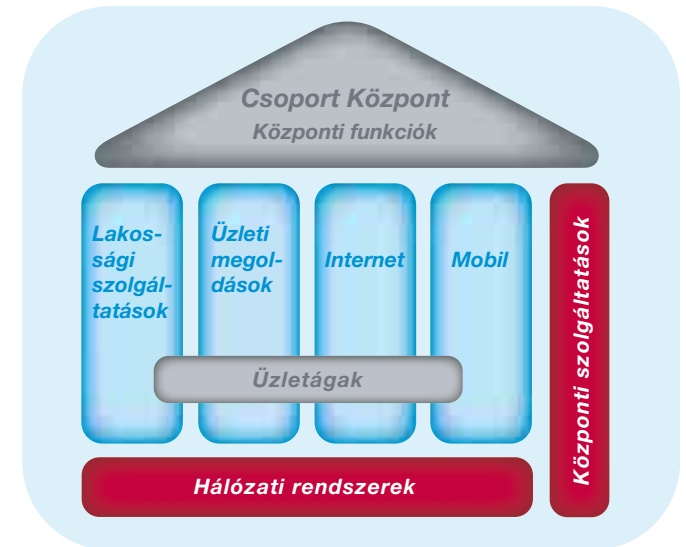 Csoport Központ
Központi funkciók
Lakos-
sági
szolgál-
tatások
Üzleti
megol-
dások
Internet
Mobil
Üzletágak
Hálózati rendszerek
Központi szolgáltatások